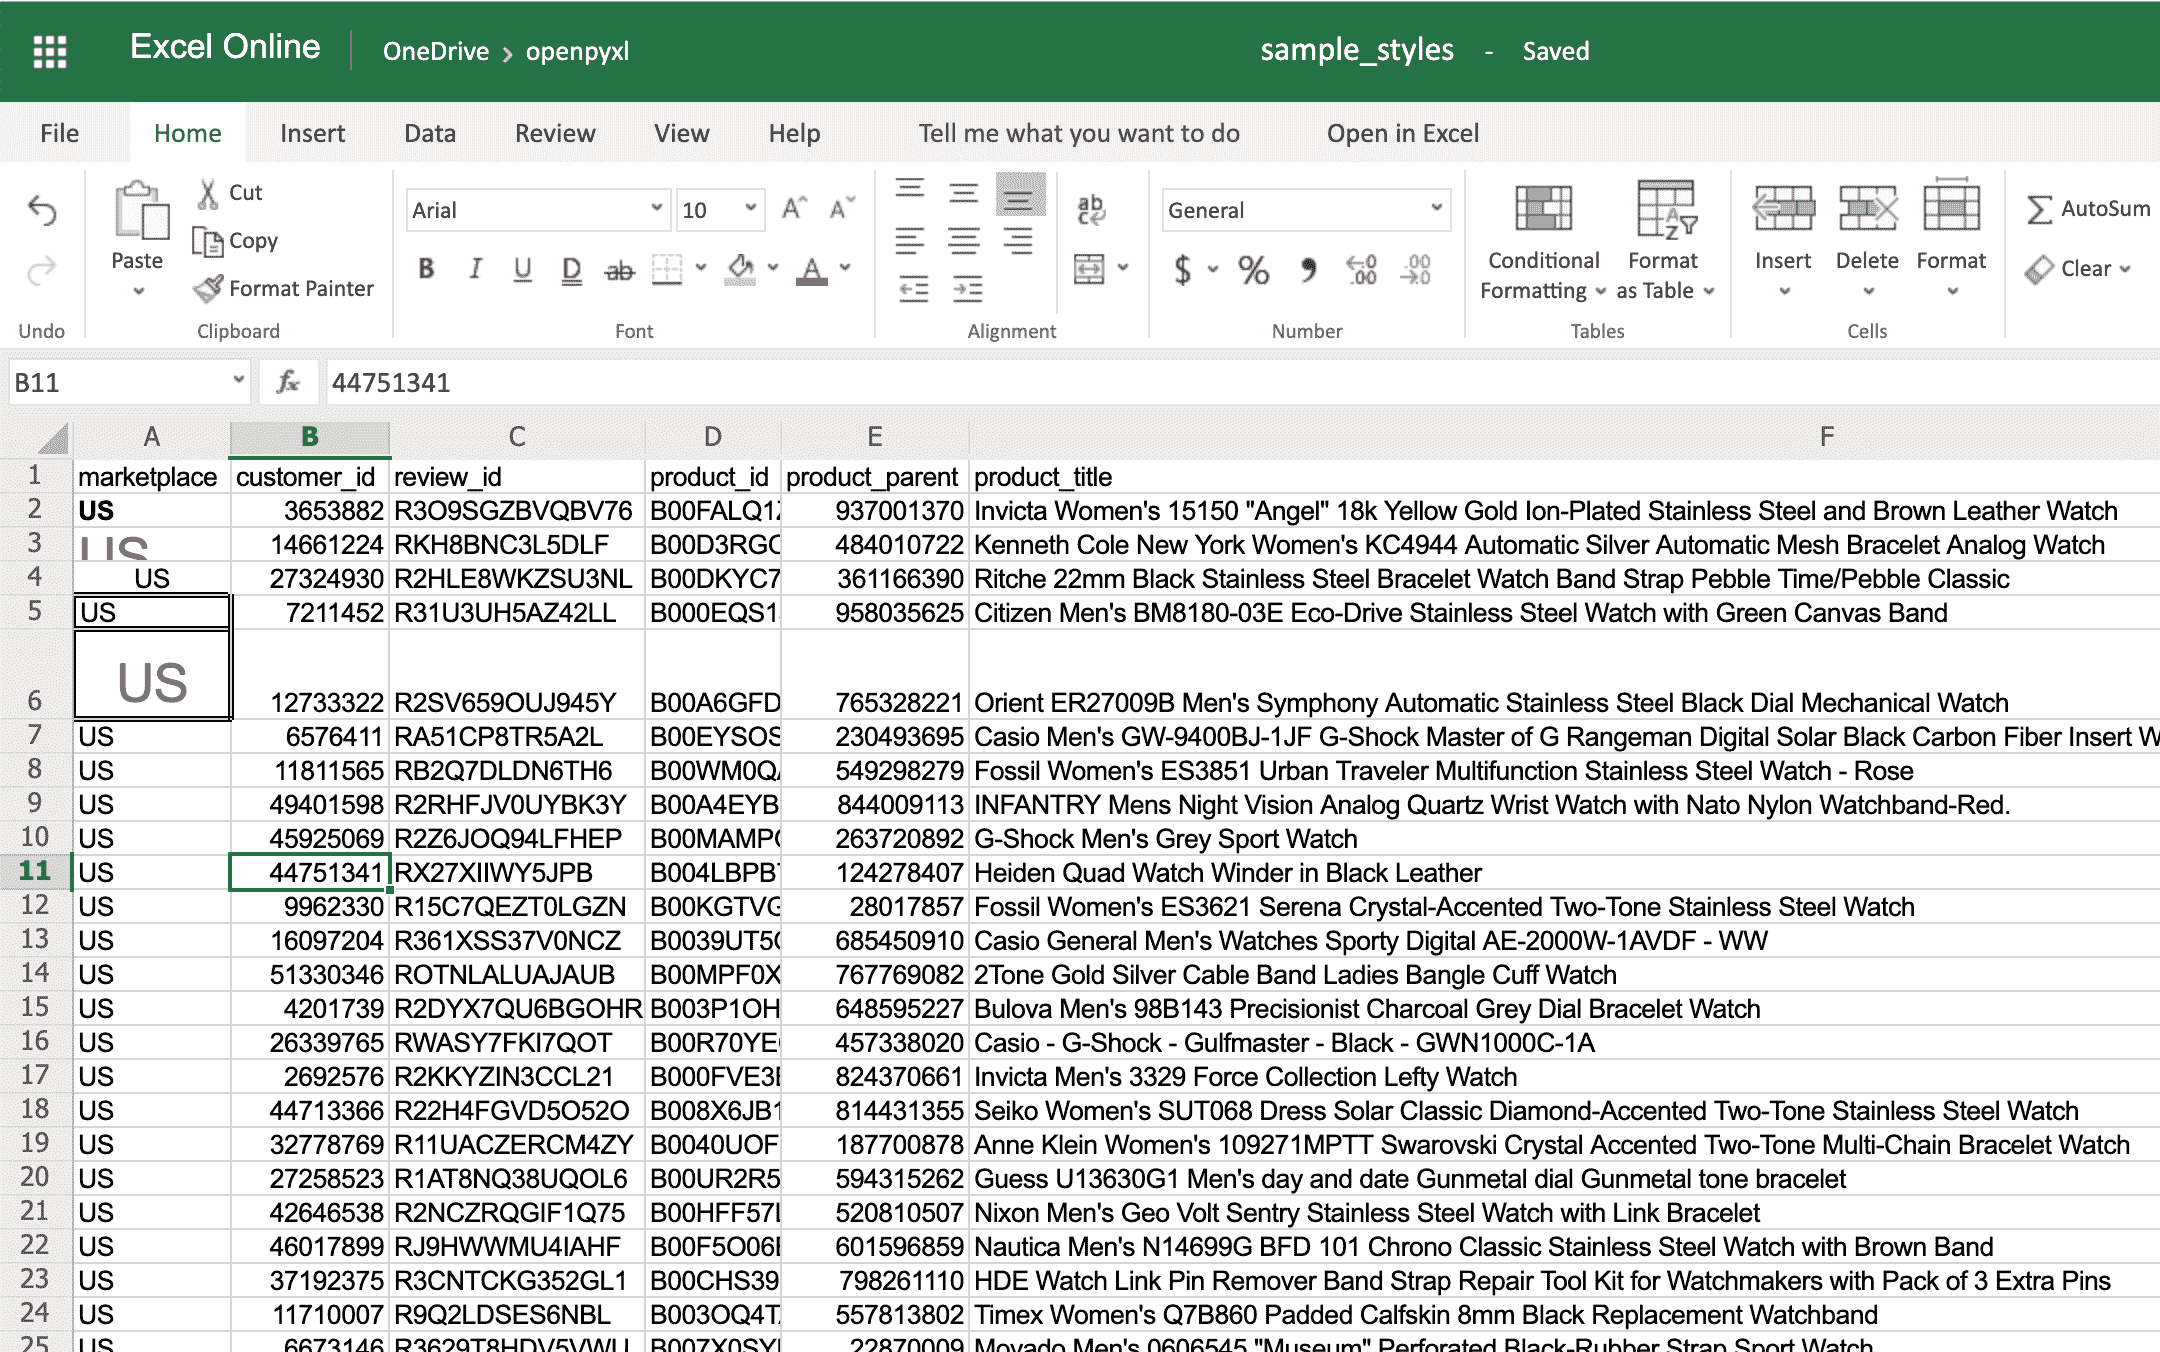 Excel Online OneDrive > openpyxl sample_styles - Saved
File Home Insert Data Review View Help Tell me what you want to do Open in Excel
Cut
Copy
Format Painter
Paste
Arial 10
B I U D ab
ab
c
General
$ % , .0 .00 .00 .0
Conditional Formatting
Format as Table
Insert Delete Format
Σ AutoSum
Clear
Undo Clipboard Font Alignment Number Tables Cells
B11 fx 44751341
A B C D E F
1 marketplace customer_id review_id product_id product_parent product_title
2 US 3653882 R3O9SGZBVQBV76 B00FALQ1 937001370 Invicta Women's 15150 "Angel" 18k Yellow Gold Ion-Plated Stainless Steel and Brown Leather Watch
3 US 14661224 RKH8BNC3L5DLF B00D3RG 484010722 Kenneth Cole New York Women's KC4944 Automatic Silver Automatic Mesh Bracelet Analog Watch
4 US 27324930 R2HLE8WKZSU3NL B00DKYC7 361166390 Ritche 22mm Black Stainless Steel Bracelet Watch Band Strap Pebble Time/Pebble Classic
5 US 7211452 R31U3UH5AZ42LL B000EQS1 958035625 Citizen Men's BM8180-03E Eco-Drive Stainless Steel Watch with Green Canvas Band
6 US 12733322 R2SV659OUJ945Y B00A6GFD 765328221 Orient ER27009B Men's Symphony Automatic Stainless Steel Black Dial Mechanical Watch
7 US 6576411 RA51CP8TR5A2L B00EYSOS 230493695 Casio Men's GW-9400BJ-1JF G-Shock Master of G Rangeman Digital Solar Black Carbon Fiber Insert W
8 US 11811565 RB2Q7DLDN6TH6 B00WM0Q 549298279 Fossil Women's ES3851 Urban Traveler Multifunction Stainless Steel Watch - Rose
9 US 49401598 R2RHFJV0UYBK3Y B00A4EYB 844009113 INFANTRY Mens Night Vision Analog Quartz Wrist Watch with Nato Nylon Watchband-Red.
10 US 45925069 R2Z6JOQ94LFHEP B00MAMP 263720892 G-Shock Men's Grey Sport Watch
11 US 44751341 RX27XIIWY5JPB B004LBPB 124278407 Heiden Quad Watch Winder in Black Leather
12 US 9962330 R15C7QEZT0LGZN B00KGTV 28017857 Fossil Women's ES3621 Serena Crystal-Accented Two-Tone Stainless Steel Watch
13 US 16097204 R361XSS37V0NCZ B0039UT5 685450910 Casio General Men's Watches Sporty Digital AE-2000W-1AVDF - WW
14 US 51330346 ROTNLALUAJAUB B00MPF0X 767769082 2Tone Gold Silver Cable Band Ladies Bangle Cuff Watch
15 US 4201739 R2DYX7QU6BGOHR B003P1OH 648595227 Bulova Men's 98B143 Precisionist Charcoal Grey Dial Bracelet Watch
16 US 26339765 RWASY7FKI7QOT B00R70YE 457338020 Casio - G-Shock - Gulfmaster - Black - GWN1000C-1A
17 US 2692576 R2KKYZIN3CCL21 B000FVE3 824370661 Invicta Men's 3329 Force Collection Lefty Watch
18 US 44713366 R22H4FGVD5O52O B008X6JB1 814431355 Seiko Women's SUT068 Dress Solar Classic Diamond-Accented Two-Tone Stainless Steel Watch
19 US 32778769 R11UACZERCM4ZY B0040UOF 187700878 Anne Klein Women's 109271MPTT Swarovski Crystal Accented Two-Tone Multi-Chain Bracelet Watch
20 US 27258523 R1AT8NQ38UQOL6 B00UR2R5 594315262 Guess U13630G1 Men's day and date Gunmetal dial Gunmetal tone bracelet
21 US 42646538 R2NCZRQGIF1Q75 B00HFF57 520810507 Nixon Men's Geo Volt Sentry Stainless Steel Watch with Link Bracelet
22 US 46017899 RJ9HWWMU4IAHF B00F5O06 601596859 Nautica Men's N14699G BFD 101 Chrono Classic Stainless Steel Watch with Brown Band
23 US 37192375 R3CNTCKG352GL1 B00CHS39 798261110 HDE Watch Link Pin Remover Band Strap Repair Tool Kit for Watchmakers with Pack of 3 Extra Pins
24 US 11710007 R9Q2LDSES6NBL B003OQ4T 557813802 Timex Women's Q7B860 Padded Calfskin 8mm Black Replacement Watchband
25 US 6673146 R3629T8HDV5VWU B007X0SY 22870009 Movado Men's 0606545 "Museum" Perforated Black-Rubber Strap Sport Watch